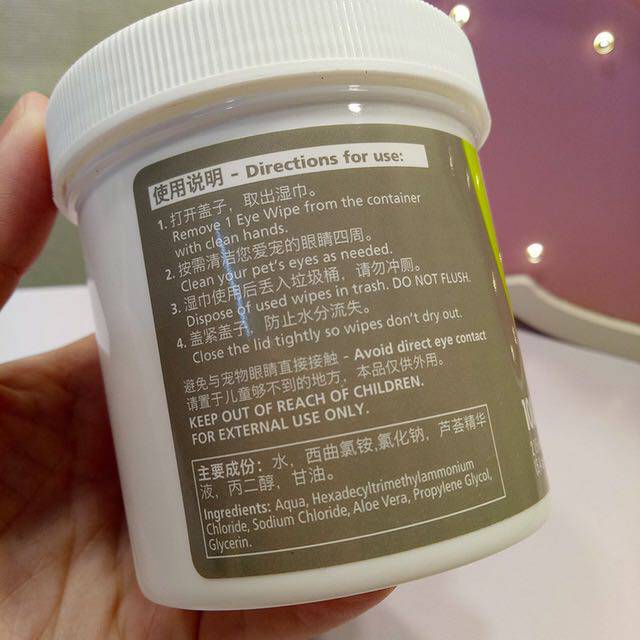 使用说明 - Directions for use:
1. 打开盖子，取出湿巾。
Remove 1 Eye Wipe from the container
with clean hands.
2. 按需清洁您爱宠的眼睛四周。
Clean your pet's eyes as needed.
3. 湿巾使用后丢入垃圾桶，请勿冲厕。
Dispose of used wipes in trash. DO NOT FLUSH.
4. 盖紧盖子，防止水分流失。
Close the lid tightly so wipes don't dry out.
避免与宠物眼睛直接接触 - Avoid direct eye contact
请置于儿童够不到的地方，本品仅供外用。
KEEP OUT OF REACH OF CHILDREN.
FOR EXTERNAL USE ONLY.
主要成份：水，西曲氯铵,氯化钠，芦荟精华
液，丙二醇，甘油。
Ingredients: Aqua, Hexadecyltrimethylammonium
Chloride, Sodium Chloride, Aloe Vera, Propylene Glycol,
Glycerin.